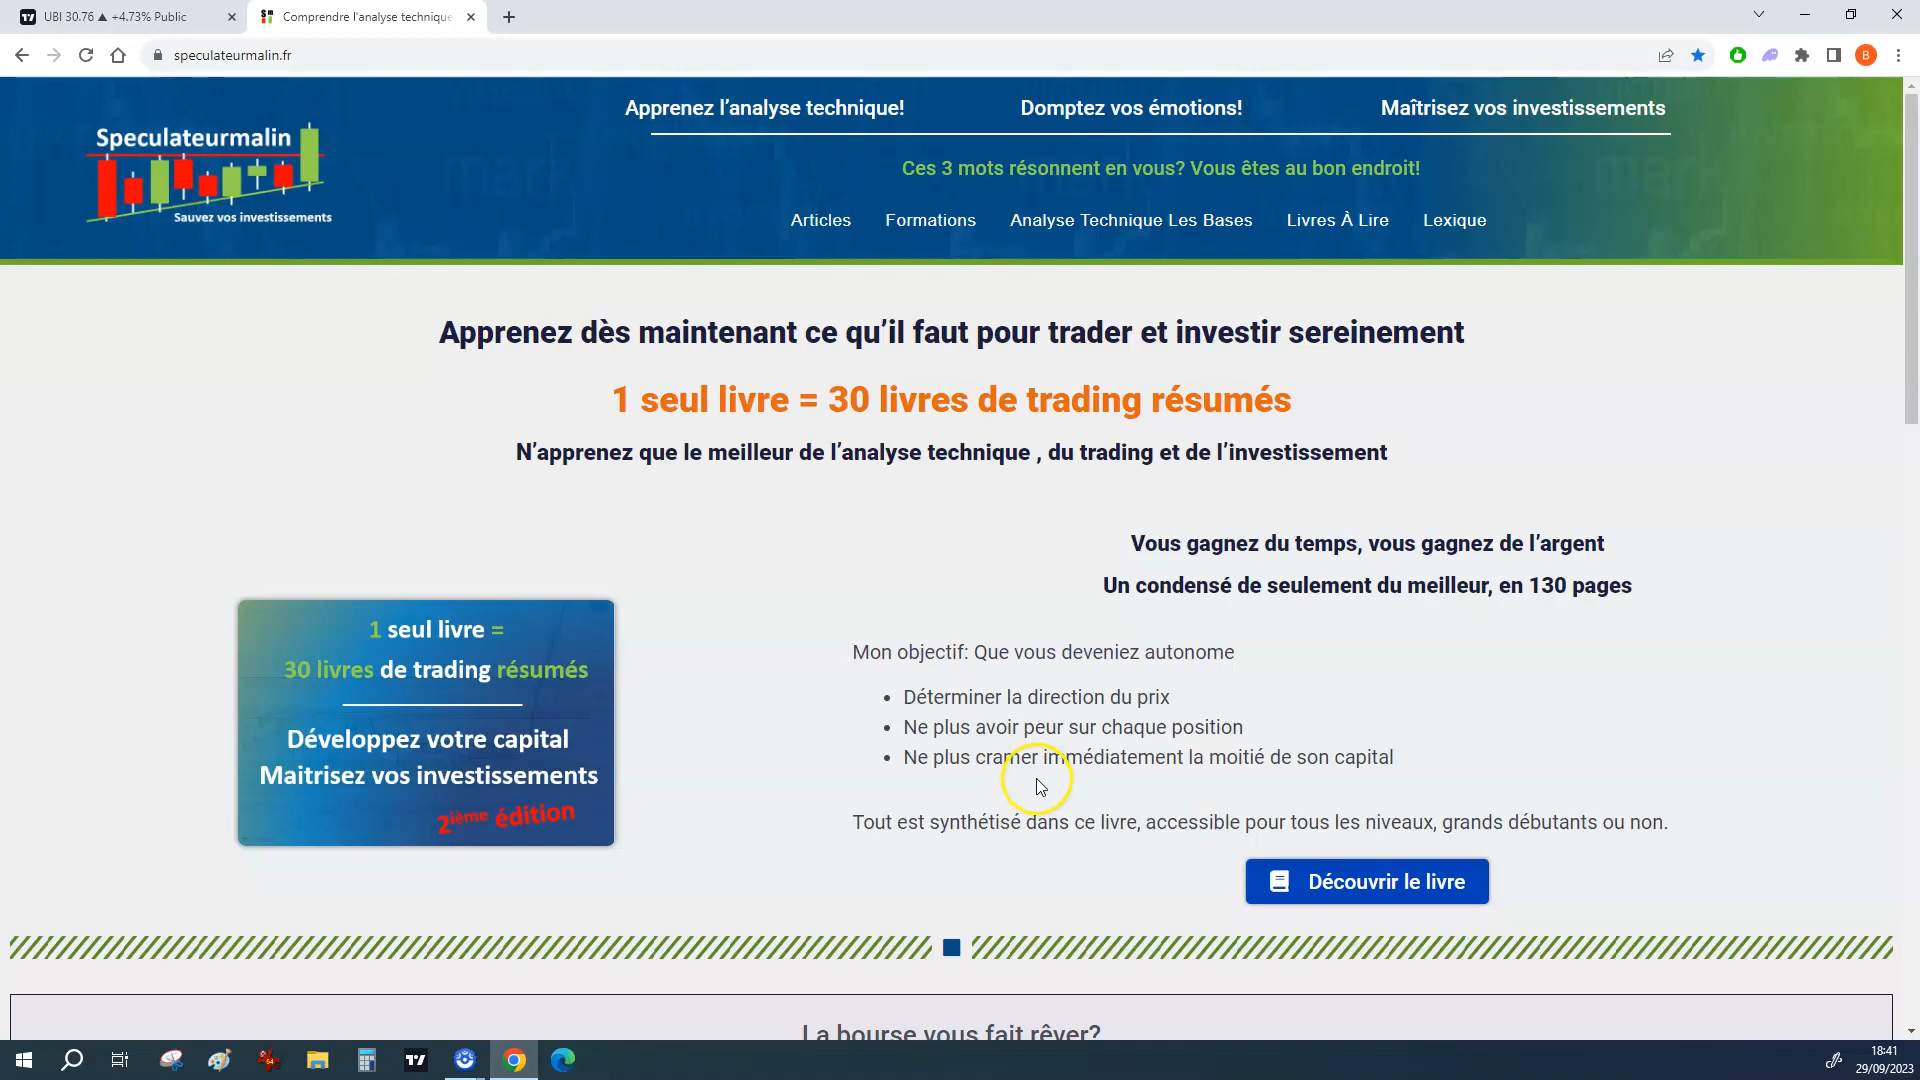 UBI 30.76 ▲ +4.73% Public
Comprendre l'analyse technique
speculateurmalin.fr
B
Speculateurmalin
Sauvez vos investissements
Apprenez l'analyse technique!
Domptez vos émotions!
Maîtrisez vos investissements
Ces 3 mots résonnent en vous? Vous êtes au bon endroit!
Articles
Formations
Analyse Technique Les Bases
Livres À Lire
Lexique
Apprenez dès maintenant ce qu'il faut pour trader et investir sereinement
1 seul livre = 30 livres de trading résumés
N'apprenez que le meilleur de l'analyse technique , du trading et de l'investissement
1 seul livre =
30 livres de trading résumés
Développez votre capital
Maitrisez vos investissements
2ième édition
Vous gagnez du temps, vous gagnez de l'argent
Un condensé de seulement du meilleur, en 130 pages
Mon objectif: Que vous deveniez autonome
• Déterminer la direction du prix
• Ne plus avoir peur sur chaque position
• Ne plus cramer immédiatement la moitié de son capital
Tout est synthétisé dans ce livre, accessible pour tous les niveaux, grands débutants ou non.
Découvrir le livre
La bourse vous fait rêver?
18:41
29/09/2023